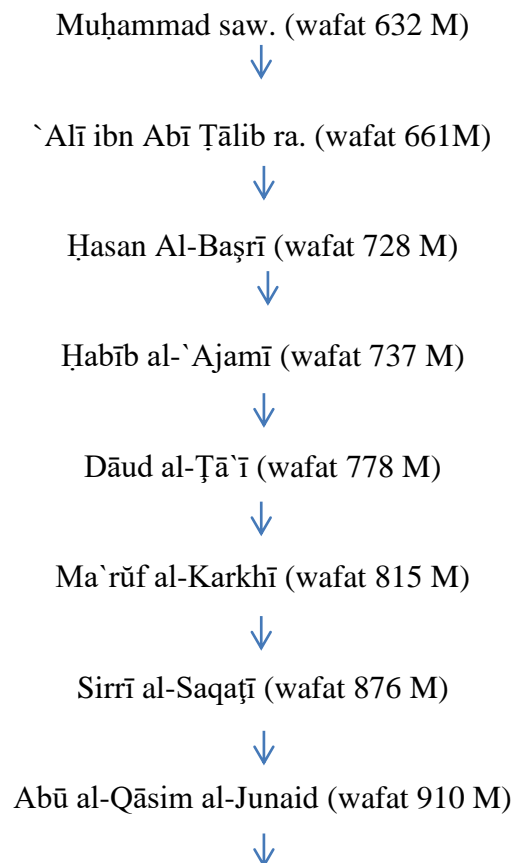 Muḥammad saw. (wafat 632 M)
`Alī ibn Abī Ṭālib ra. (wafat 661M)
Ḥasan Al-Başrī (wafat 728 M)
Ḥabīb al-`Ajamī (wafat 737 M)
Dāud al-Ţā`ī (wafat 778 M)
Ma`rŭf al-Karkhī (wafat 815 M)
Sirrī al-Saqaţī (wafat 876 M)
Abū al-Qāsim al-Junaid (wafat 910 M)